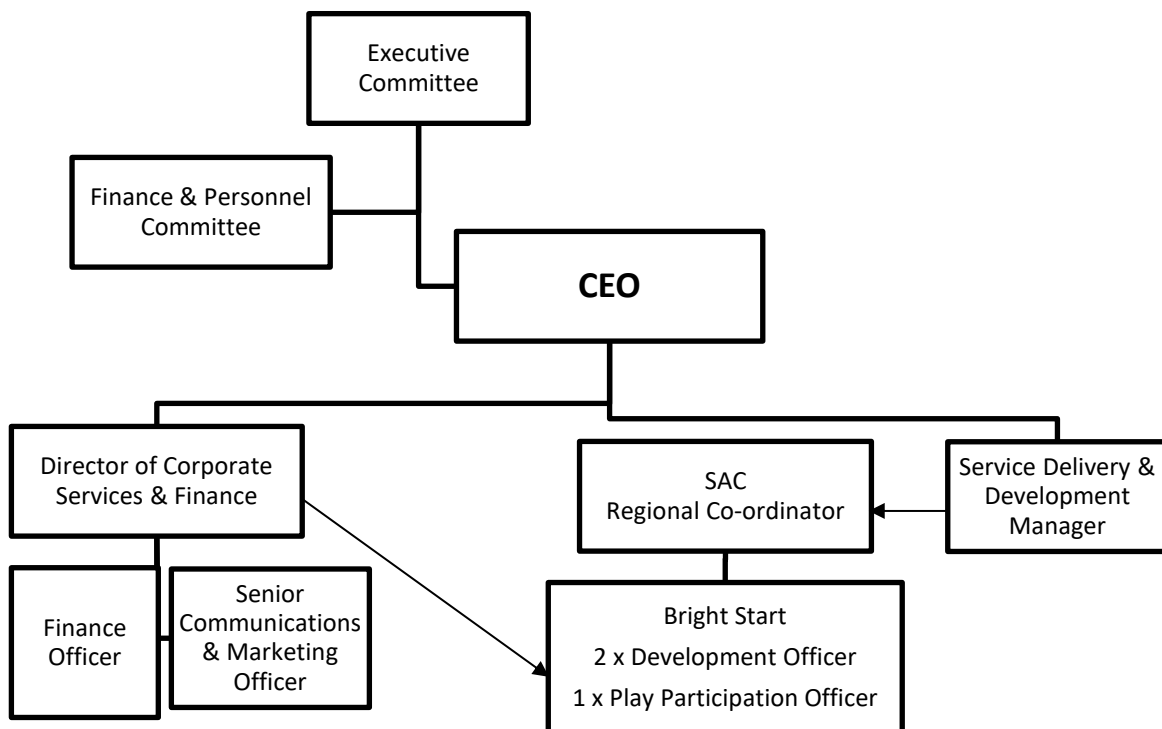 Executive
Committee
Finance & Personnel
Committee
CEO
Director of Corporate
Services & Finance
SAC
Regional Co-ordinator
Service Delivery &
Development
Manager
Finance
Officer
Senior
Communications
& Marketing
Officer
Bright Start
2 x Development Officer
1 x Play Participation Officer